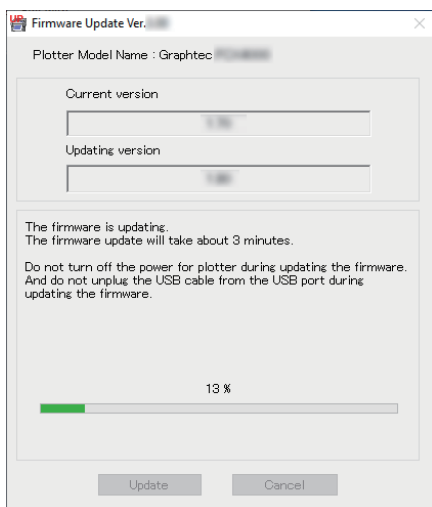 UP
Firmware Update Ver.
Plotter Model Name : Graphtec
Current version
Updating version
The firmware is updating.
The firmware update will take about 3 minutes.
Do not turn off the power for plotter during updating the firmware.
And do not unplug the USB cable from the USB port during
updating the firmware.
13 %
Update
Cancel